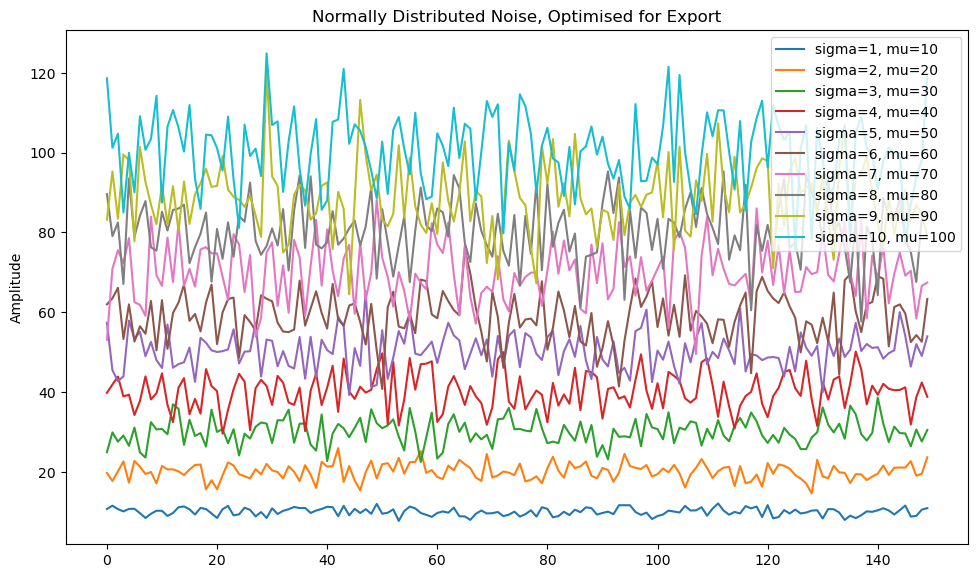 Normally Distributed Noise, Optimised for Export
Amplitude
120
100
80
60
40
20
0
20
40
60
80
100
120
140
sigma=1, mu=10
sigma=2, mu=20
sigma=3, mu=30
sigma=4, mu=40
sigma=5, mu=50
sigma=6, mu=60
sigma=7, mu=70
sigma=8, mu=80
sigma=9, mu=90
sigma=10, mu=100